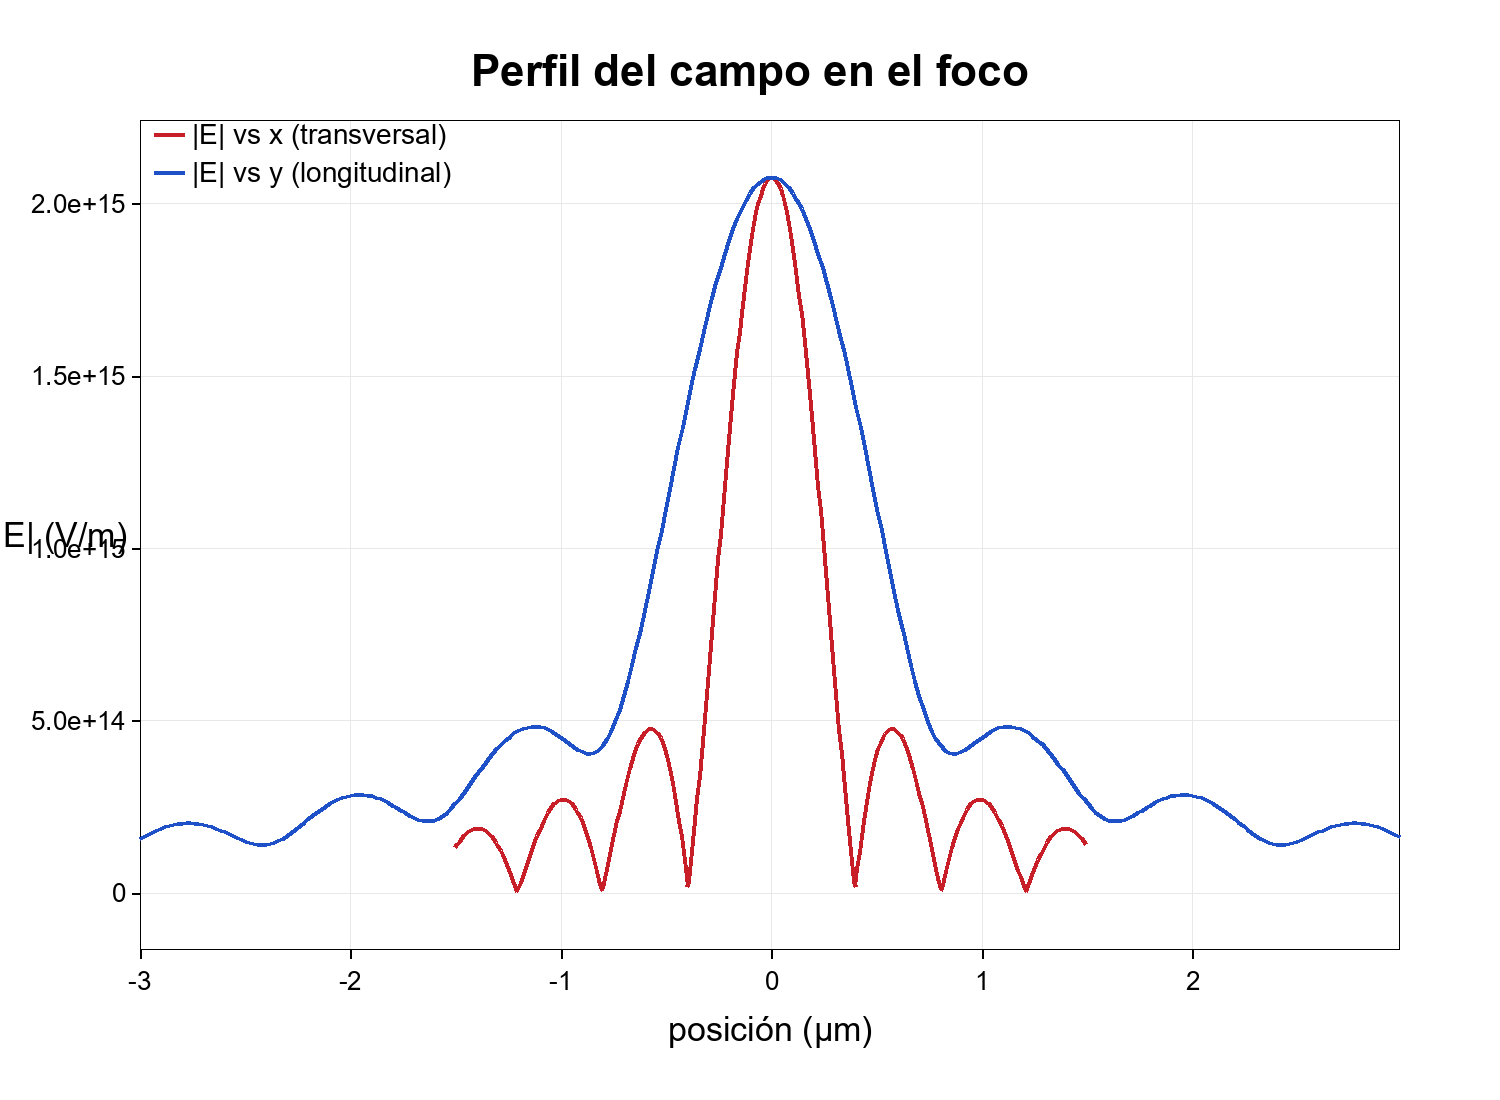 Perfil del campo en el foco
|E| vs x (transversal)
|E| vs y (longitudinal)
2.0e+15
1.5e+15
E| (V/m)
1.0e+15
5.0e+14
0
-3 -2 -1 0 1 2
posición (µm)